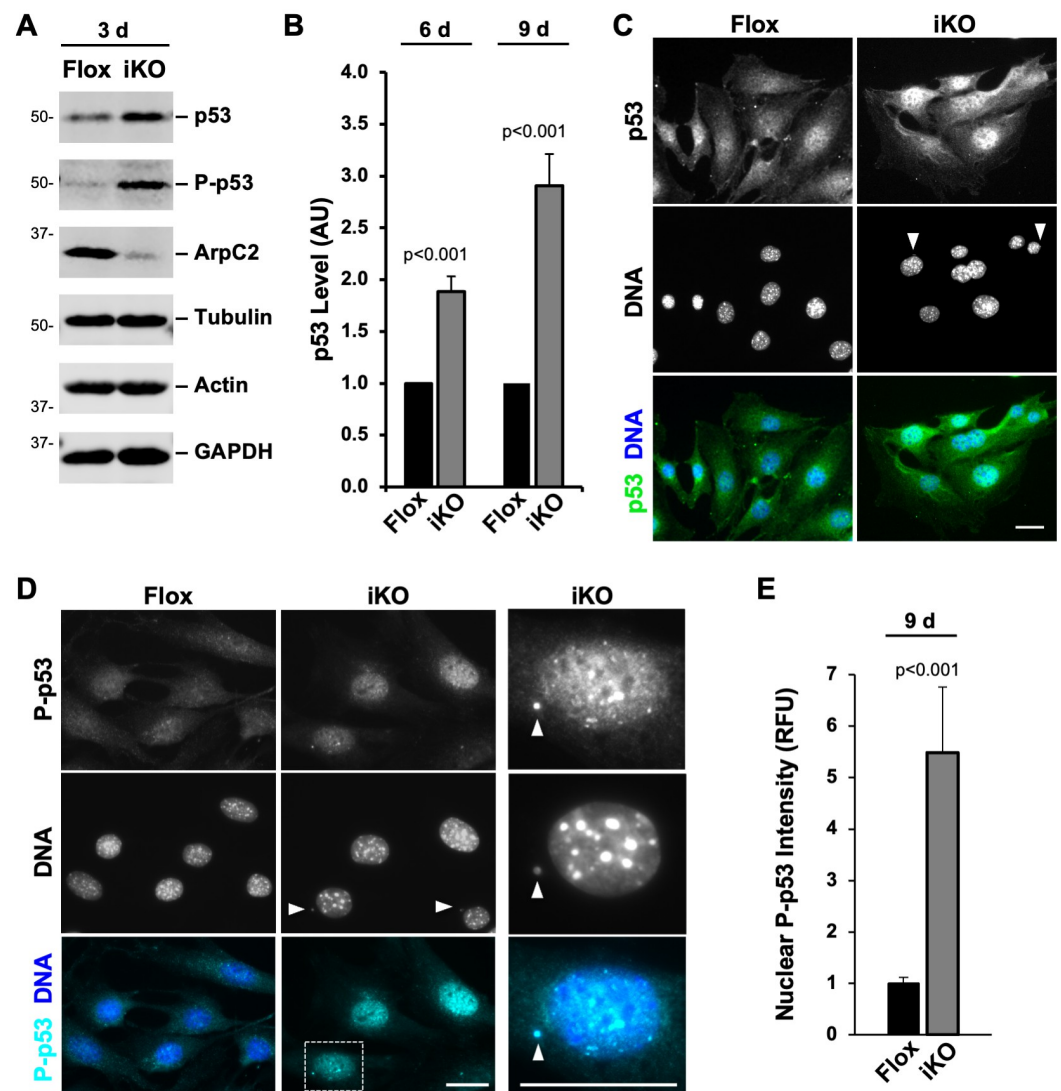 A
3 d
Flox iKO
50- p53
50- P-p53
37-
ArpC2
50- Tubulin
Actin
37-
37-
GAPDH
B
6 d 9 d
p53 Level (AU)
4.0
3.5
3.0
2.5
2.0
1.5
1.0
0.5
0.0
p<0.001
p<0.001
Flox iKO Flox iKO
C
Flox iKO
p53
DNA
p53 DNA
D
Flox iKO iKO
P-p53
DNA
P-p53 DNA
E
9 d
Nuclear P-p53 Intensity (RFU)
7
6
5
4
3
2
1
0
p<0.001
Flox iKO